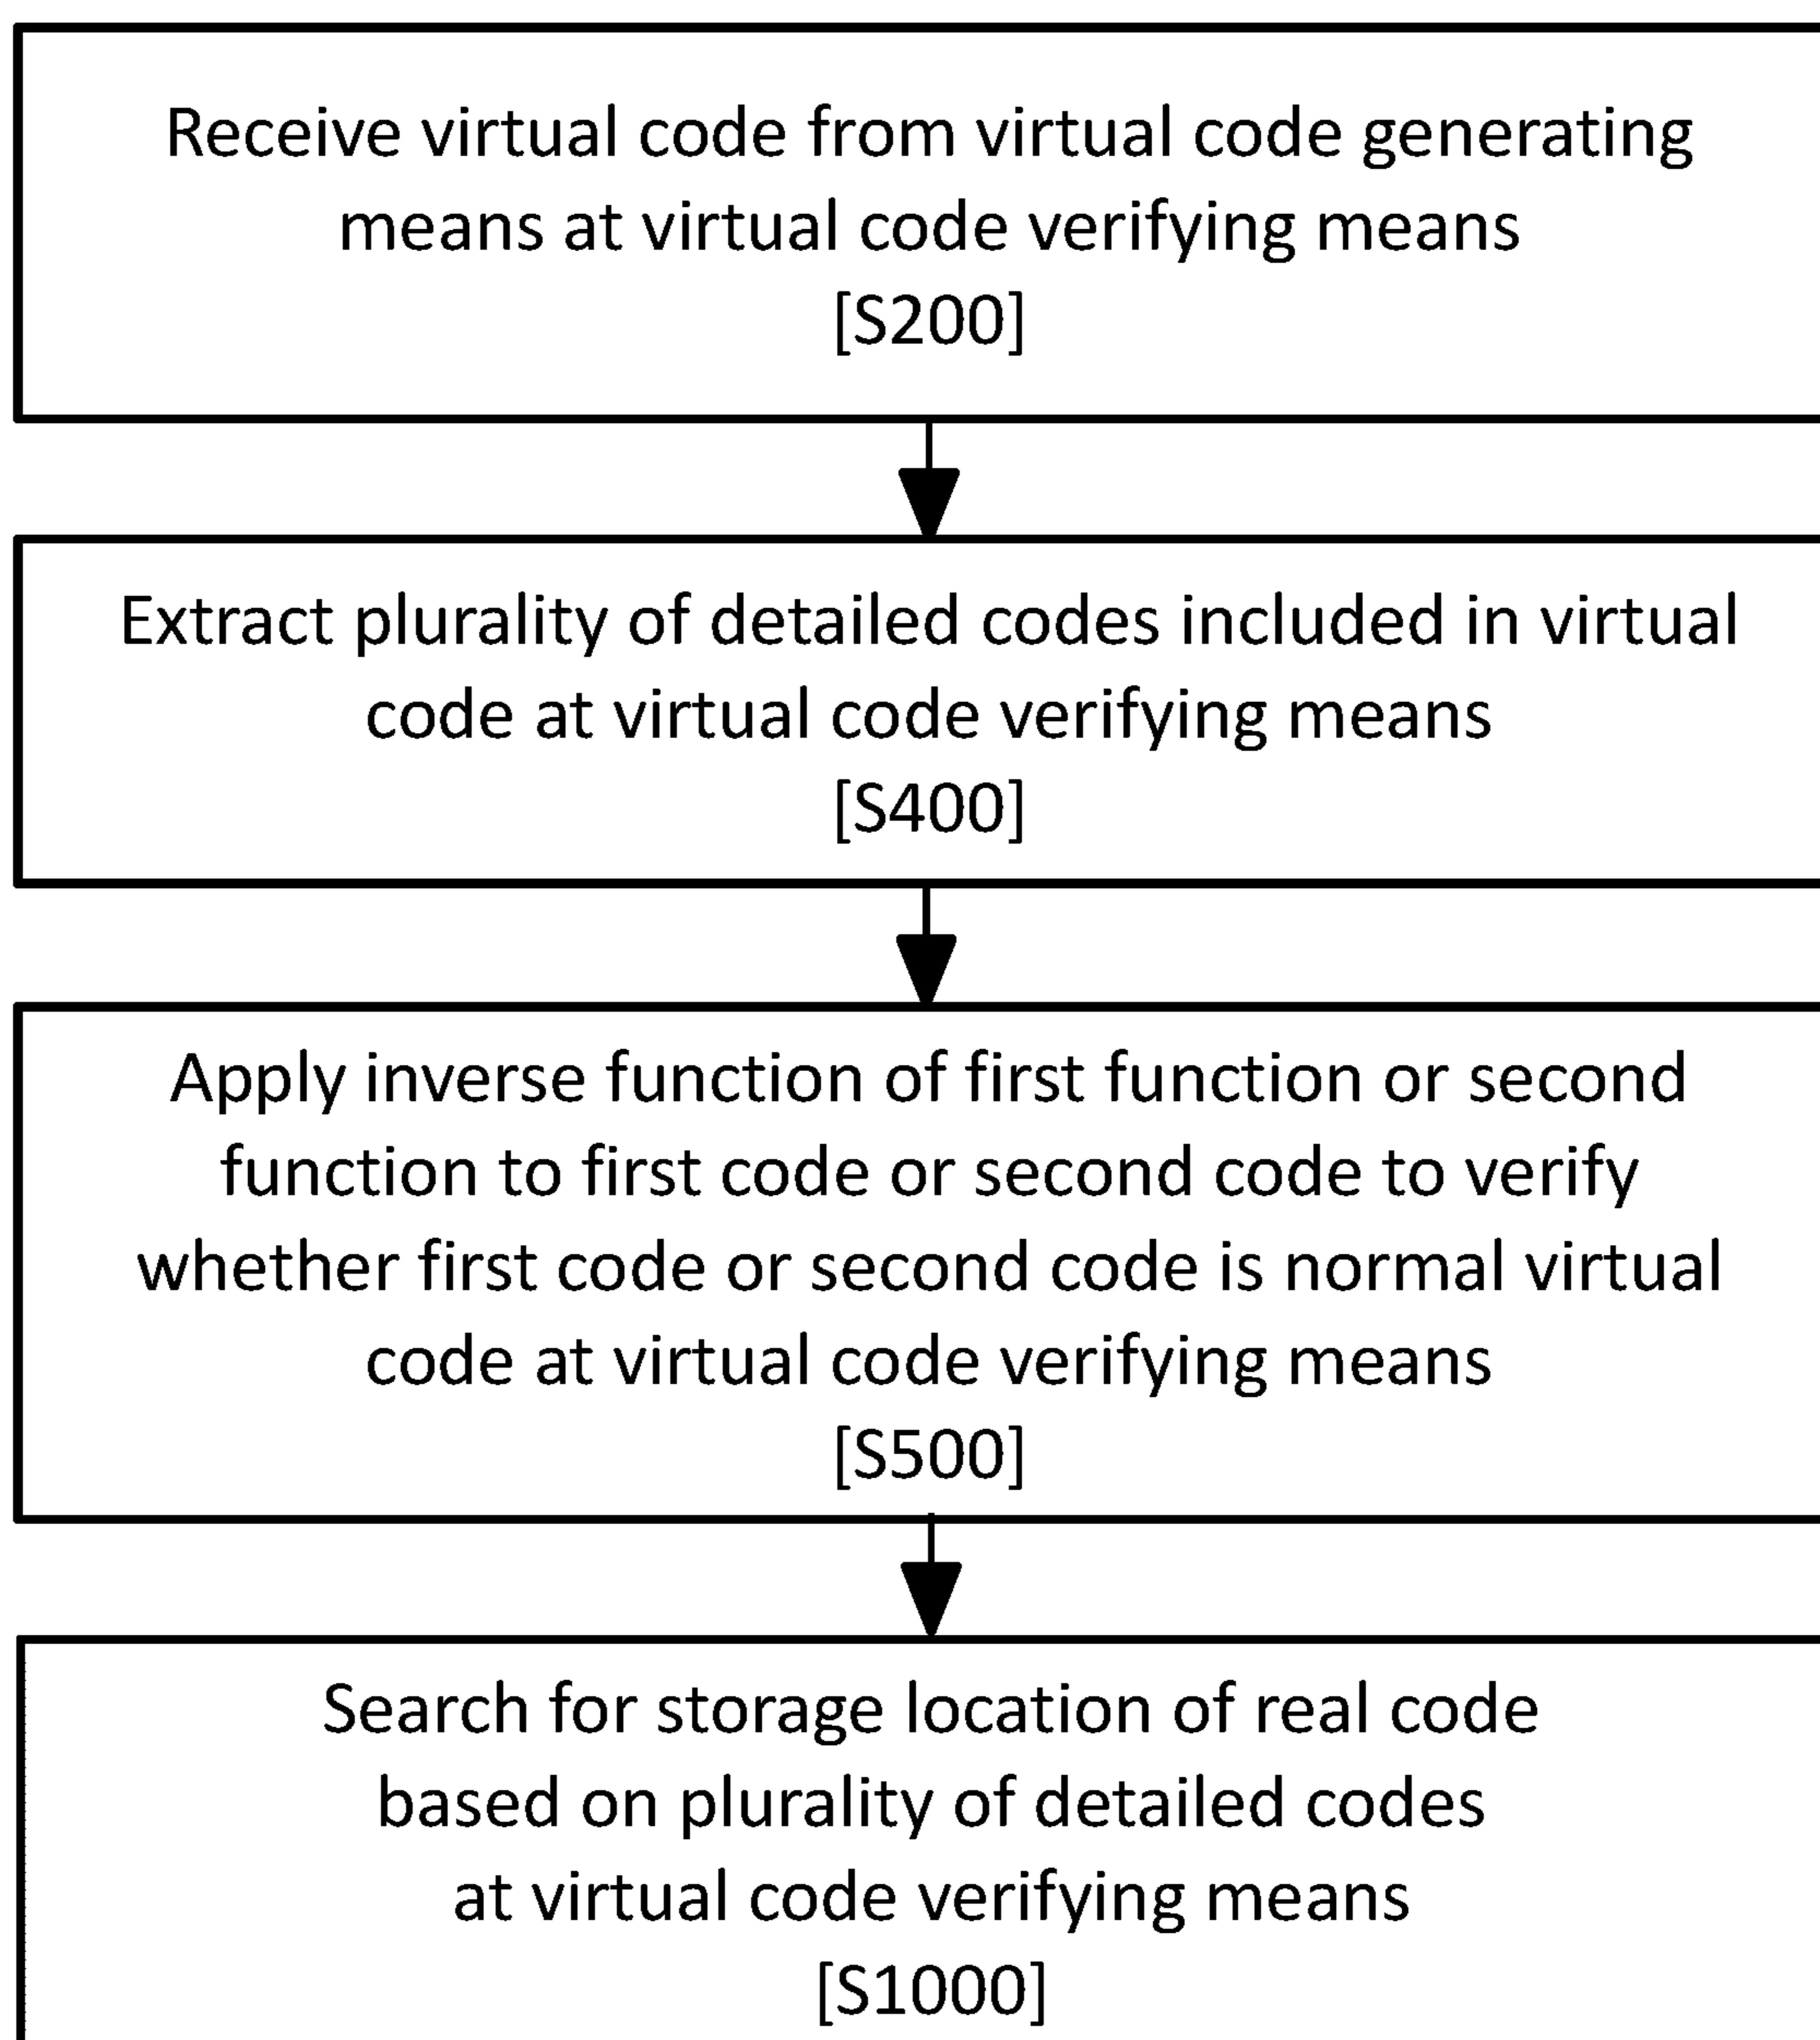 Receive virtual code from virtual code generating
means at virtual code verifying means
[S200]
Extract plurality of detailed codes included in virtual
code at virtual code verifying means
[S400]
Apply inverse function of first function or second
function to first code or second code to verify
whether first code or second code is normal virtual
code at virtual code verifying means
[S500]
Search for storage location of real code
based on plurality of detailed codes
at virtual code verifying means
[S1000]